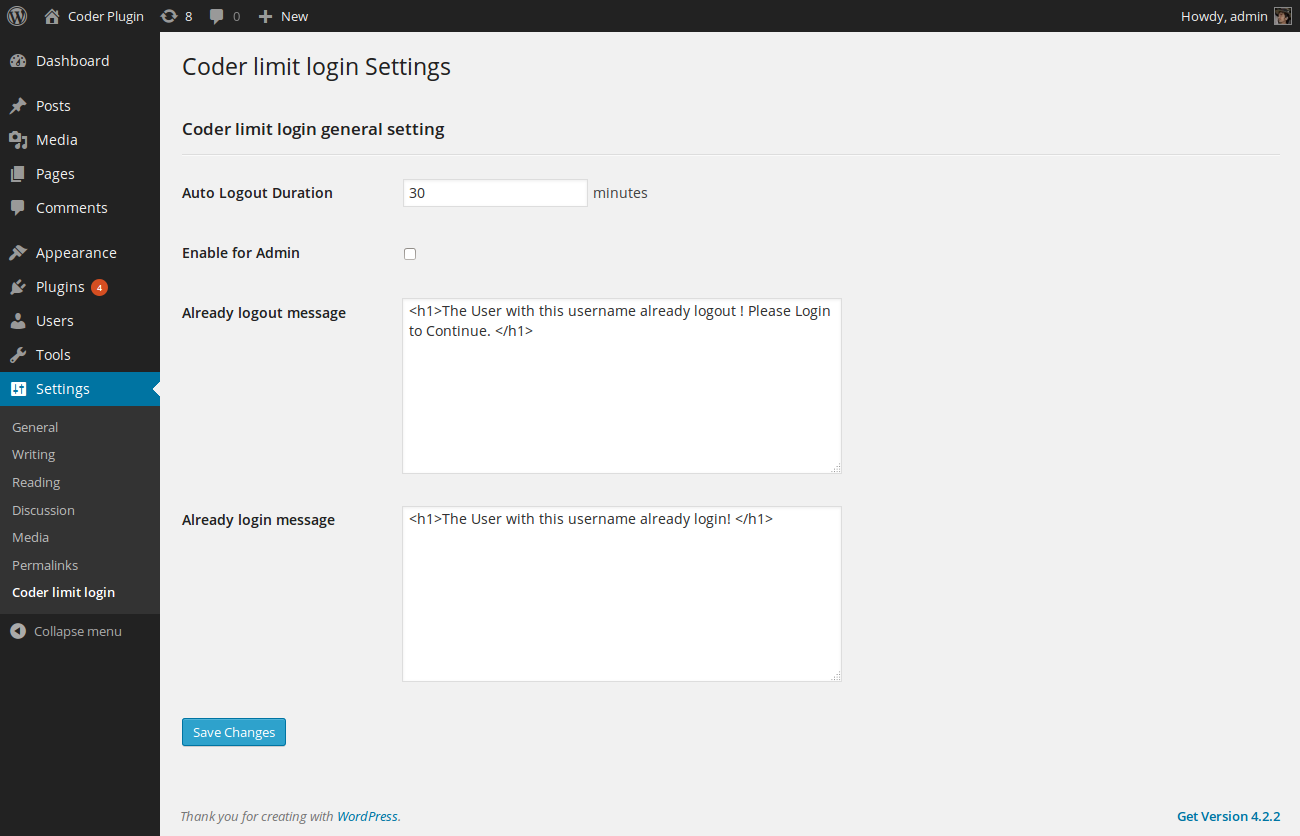 Coder Plugin 8 0 New Howdy, admin
Dashboard
Posts
Media
Pages
Comments
Appearance
Plugins 4
Users
Tools
Settings
General
Writing
Reading
Discussion
Media
Permalinks
Coder limit login
Collapse menu
Coder limit login Settings
Coder limit login general setting
Auto Logout Duration 30 minutes
Enable for Admin
Already logout message
<h1>The User with this username already logout ! Please Login
to Continue. </h1>
Already login message
<h1>The User with this username already login! </h1>
Save Changes
Thank you for creating with WordPress.
Get Version 4.2.2